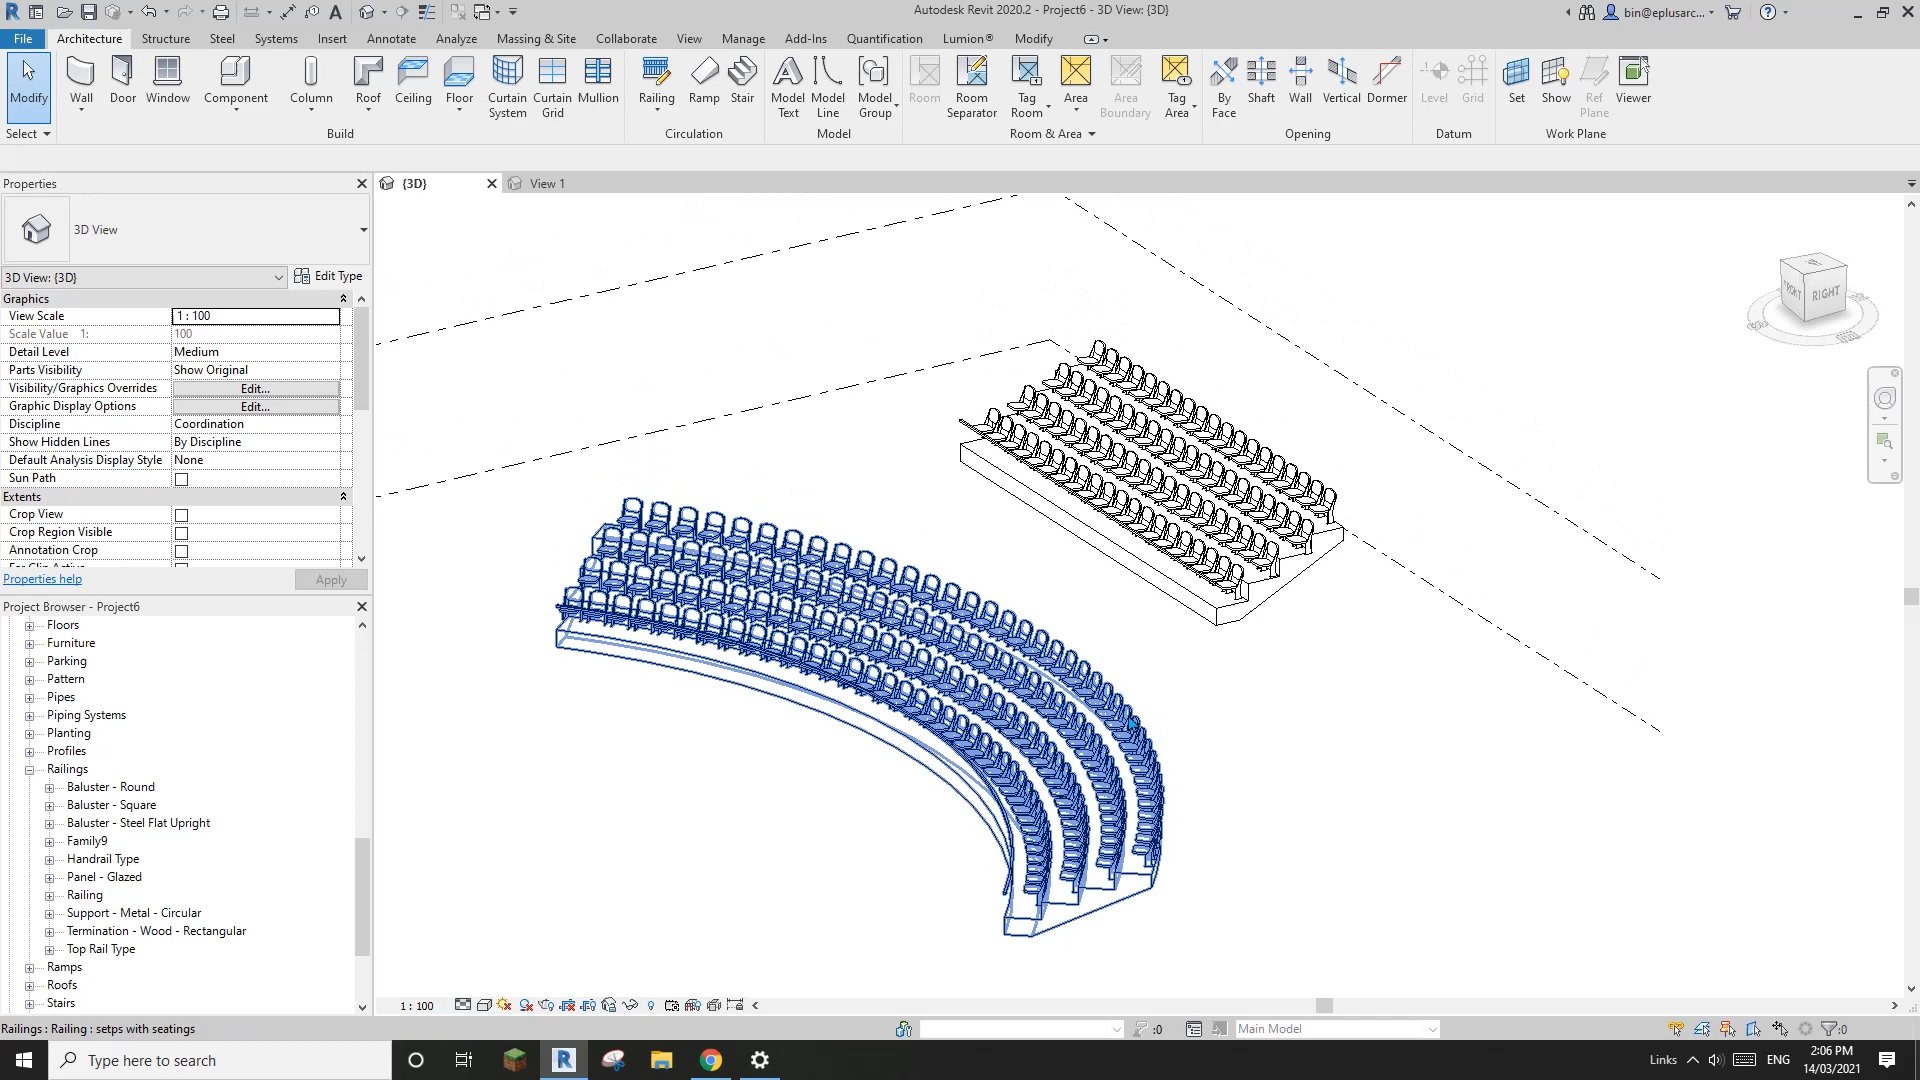 Autodesk Revit 2020.2 - Project6 - 3D View: {3D}
bin@eplusarc...
File Architecture Structure Steel Systems Insert Annotate Analyze Massing & Site Collaborate View Manage Add-Ins Quantification Lumion® Modify
Modify Wall Door Window Component Column Roof Ceiling Floor Curtain System Curtain Grid Mullion Railing Ramp Stair Model Text Model Line Model Group Room Room Separator Tag Room Area Area Boundary Tag Area By Face Shaft Wall Vertical Dormer Level Grid Set Show Ref Plane Viewer
Select Build Circulation Model Room & Area Opening Datum Work Plane
Properties
{3D} View 1
3D View
3D View: {3D} Edit Type
Graphics
View Scale 1 : 100
Scale Value 1: 100
Detail Level Medium
Parts Visibility Show Original
Visibility/Graphics Overrides Edit...
Graphic Display Options Edit...
Discipline Coordination
Show Hidden Lines By Discipline
Default Analysis Display Style None
Sun Path
Extents
Crop View
Crop Region Visible
Annotation Crop
Properties help Apply
Project Browser - Project6
Floors
Furniture
Parking
Pattern
Pipes
Piping Systems
Planting
Profiles
Railings
Baluster - Round
Baluster - Square
Baluster - Steel Flat Upright
Family9
Handrail Type
Panel - Glazed
Railing
Support - Metal - Circular
Termination - Wood - Rectangular
Top Rail Type
Ramps
Roofs
Stairs
FRONT RIGHT
1 : 100
Railings : Railing : setps with seatings
:0 Main Model :0
Type here to search
Links ENG
2:06 PM
14/03/2021